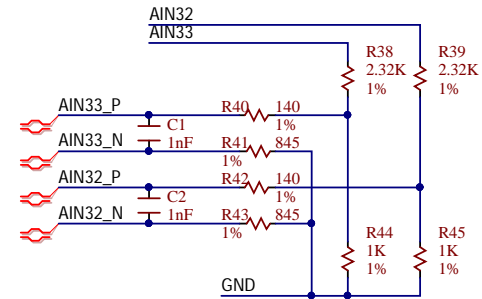 AIN32
AIN33
R38 R39
2.32K 2.32K
1% 1%
AIN33_P R40 140
C1 1%
AIN33_N 1nF R41 845
1%
AIN32_P R42 140
C2 1%
AIN32_N 1nF R43 845
1%
R44 R45
1K 1K
1% 1%
GND